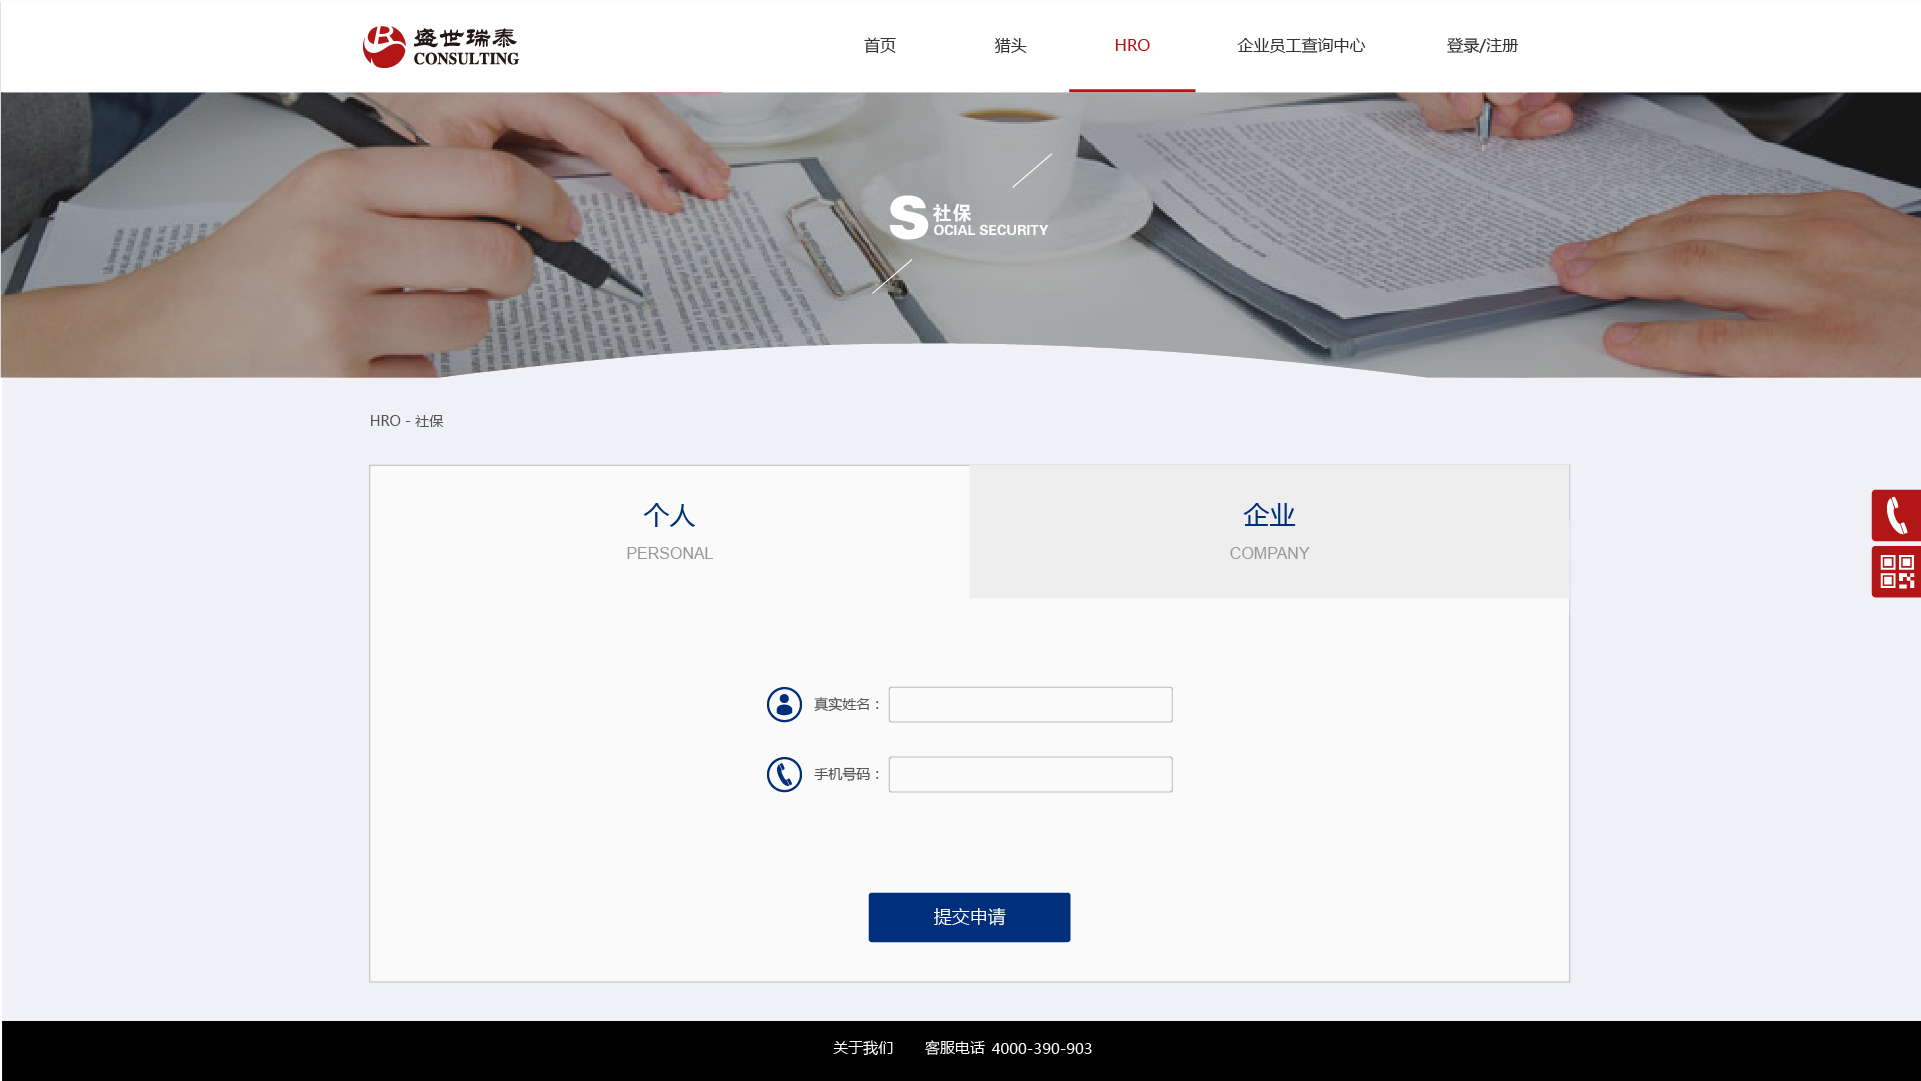 盛世瑞泰
CONSULTING
首页
猎头
HRO
企业员工查询中心
登录/注册
S 社保
OCIAL SECURITY
HRO - 社保
个人
PERSONAL
企业
COMPANY
真实姓名：
手机号码：
提交申请
关于我们 客服电话 4000-390-903